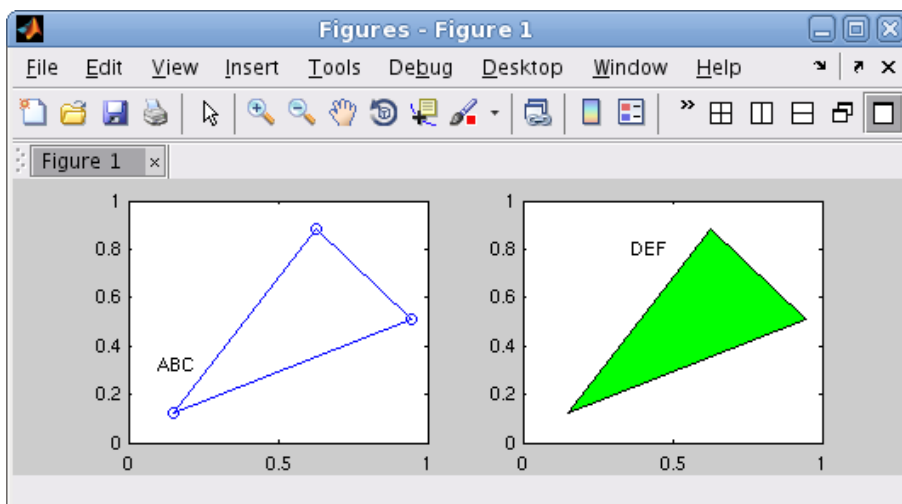 Figures - Figure 1
File Edit View Insert Tools Debug Desktop Window Help
Figure 1
1
0.8
0.6
0.4
0.2
0
0 0.5 1
ABC
1
0.8
0.6
0.4
0.2
0
0 0.5 1
DEF